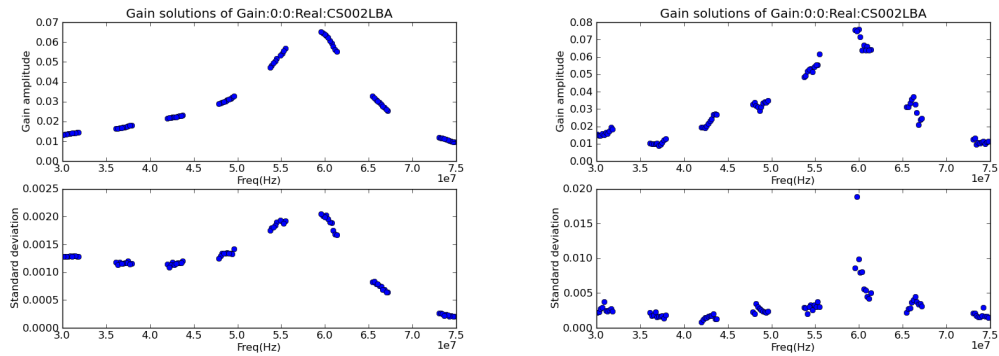 Gain solutions of Gain:0:0:Real:CS002LBA
0.07
0.06
0.05
0.04
0.03
0.02
0.01
0.00
Gain amplitude
3.0 3.5 4.0 4.5 5.0 5.5 6.0 6.5 7.0 7.5
1e7
Freq(Hz)
0.0025
0.0020
0.0015
0.0010
0.0005
0.0000
Standard deviation
3.0 3.5 4.0 4.5 5.0 5.5 6.0 6.5 7.0 7.5
1e7
Freq(Hz)
Gain solutions of Gain:0:0:Real:CS002LBA
0.08
0.07
0.06
0.05
0.04
0.03
0.02
0.01
0.00
Gain amplitude
3.0 3.5 4.0 4.5 5.0 5.5 6.0 6.5 7.0 7.5
1e7
Freq(Hz)
0.020
0.015
0.010
0.005
0.000
Standard deviation
3.0 3.5 4.0 4.5 5.0 5.5 6.0 6.5 7.0 7.5
1e7
Freq(Hz)